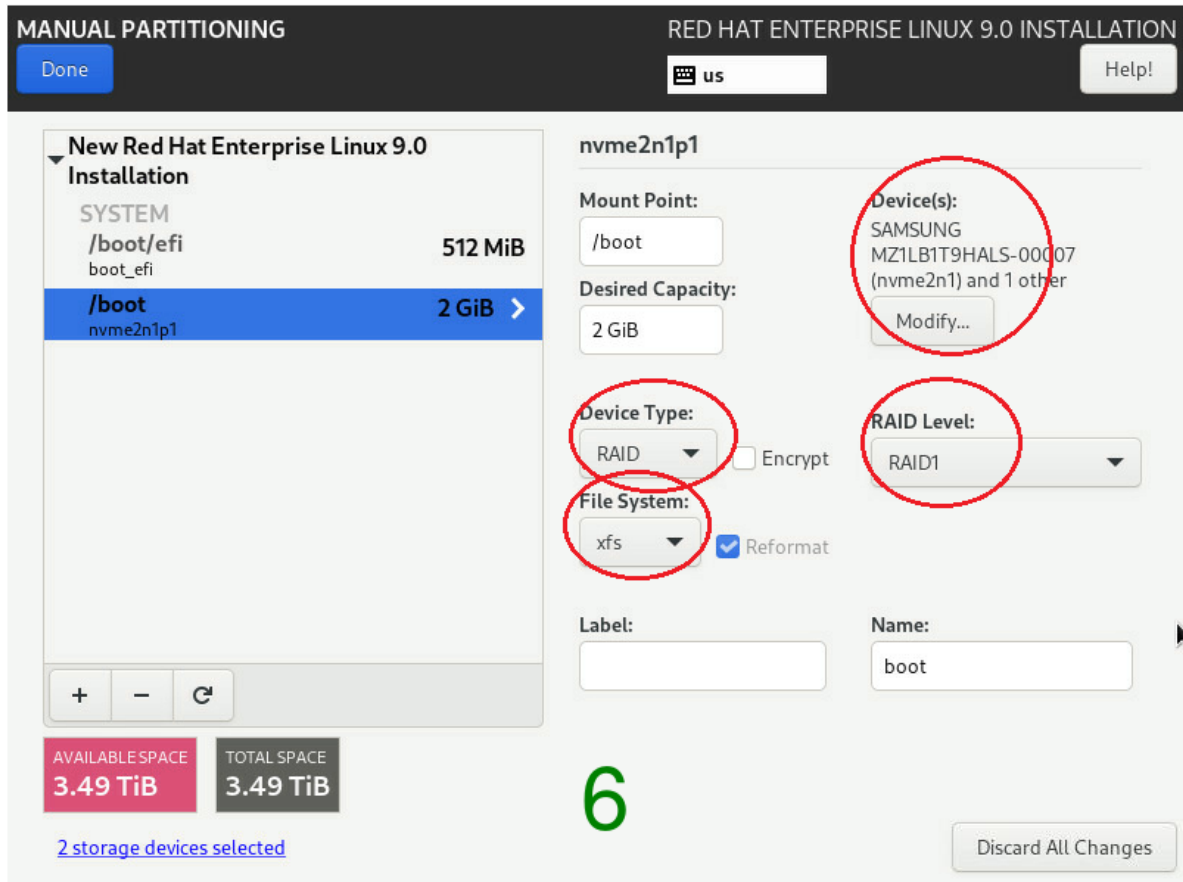 MANUAL PARTITIONING
RED HAT ENTERPRISE LINUX 9.0 INSTALLATION
Done
us
Help!
New Red Hat Enterprise Linux 9.0
Installation
SYSTEM
/boot/efi
512 MiB
boot_efi
/boot
2 GiB
nvme2n1p1
nvme2n1p1
Mount Point:
/boot
Desired Capacity:
2 GiB
Device(s):
SAMSUNG
MZ1LB1T9HALS-00007
(nvme2n1) and 1 other
Modify...
Device Type:
RAID
Encrypt
RAID Level:
RAID1
File System:
xfs
Reformat
Label:
Name:
boot
+ −
AVAILABLE SPACE
3.49 TiB
TOTAL SPACE
3.49 TiB
2 storage devices selected
6
Discard All Changes